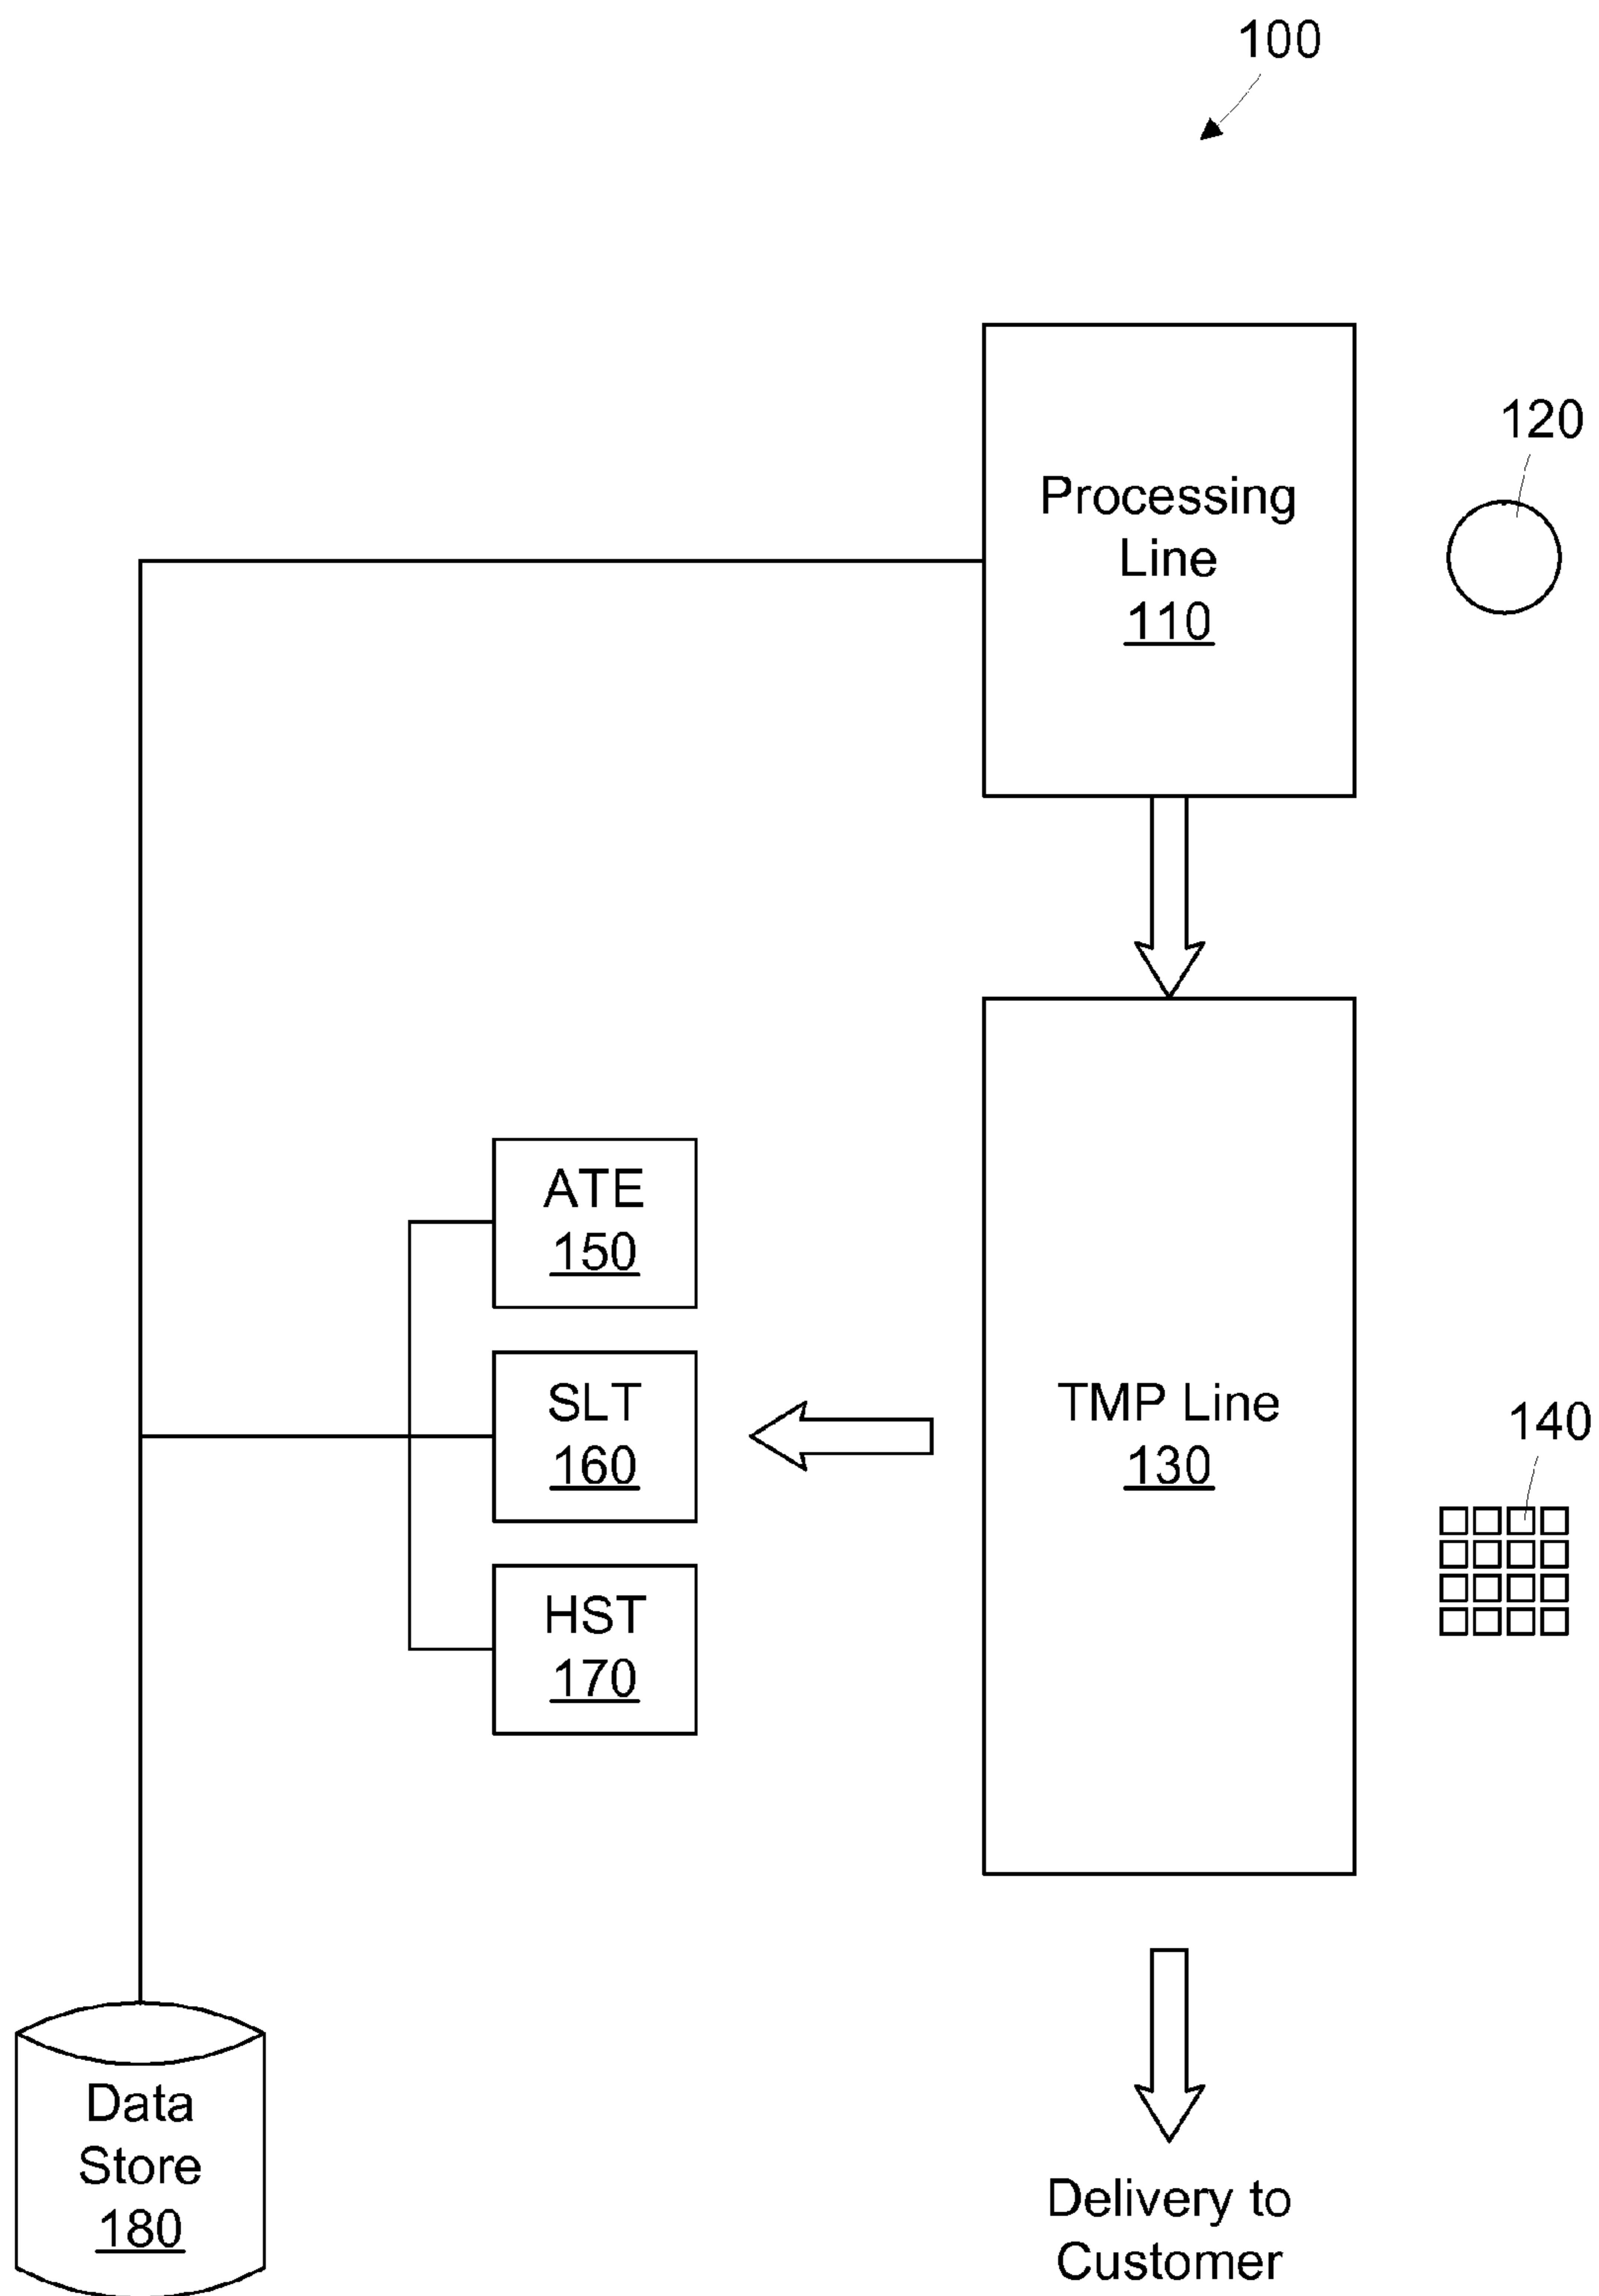 100
Processing
Line
110
120
ATE
150
SLT
160
HST
170
TMP Line
130
140
Data
Store
180
Delivery to
Customer